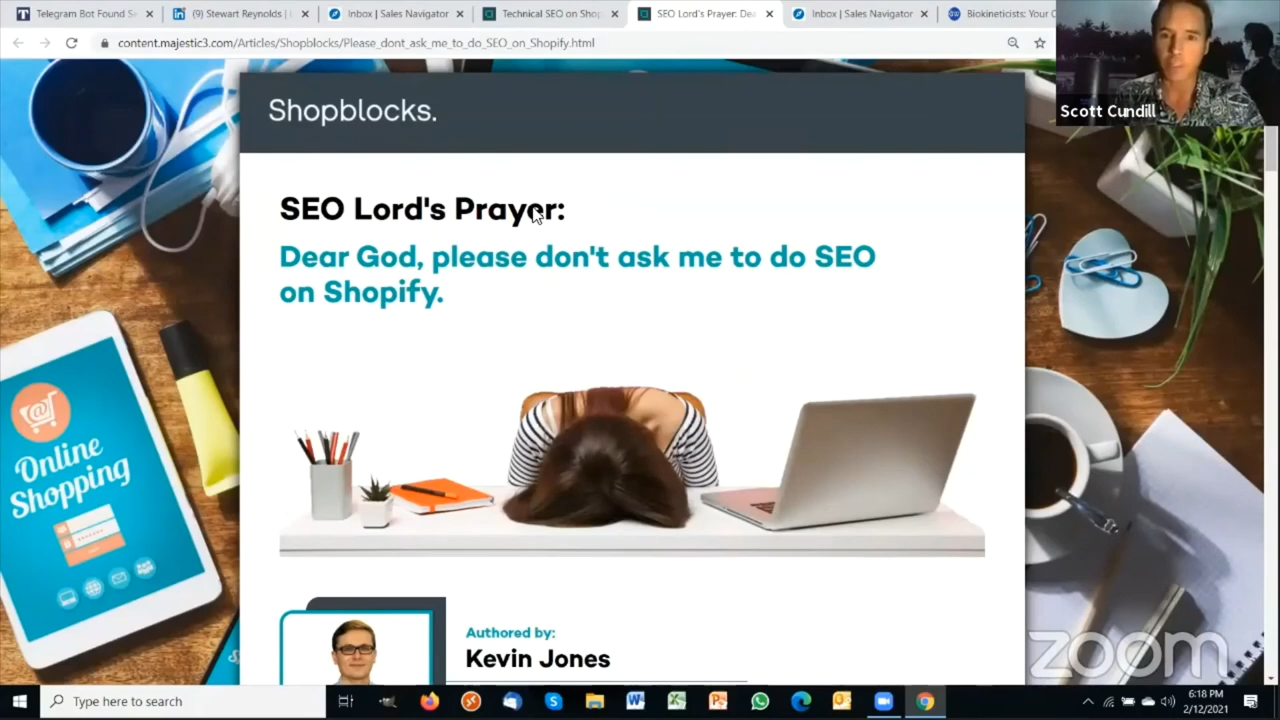 Telegram Bot Found Se
(9) Stewart Reynolds | L
Inbox | Sales Navigator
Technical SEO on Shop
SEO Lord's Prayer: Dea
Inbox | Sales Navigator
Biokineticists: Your C
content.majestic3.com/Articles/Shopblocks/Please_dont_ask_me_to_do_SEO_on_Shopify.html
Scott Cundill
Shopblocks.
SEO Lord's Prayer:
Dear God, please don't ask me to do SEO
on Shopify.
Online
Shopping
Authored by:
Kevin Jones
zoom
Type here to search
6:18 PM
2/12/2021